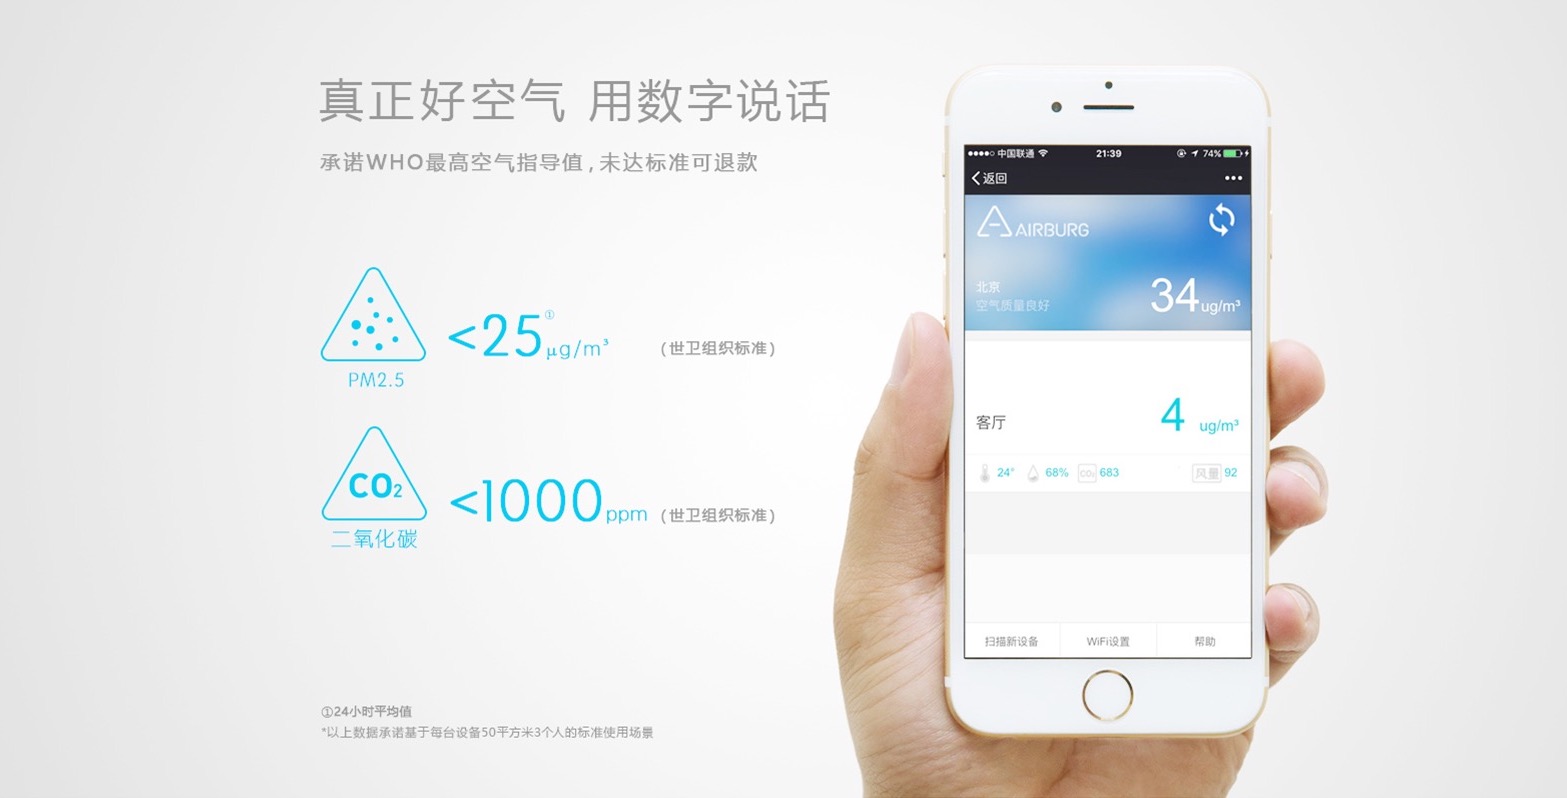 真正好空气 用数字说话
承诺WHO最高空气指导值，未达标准可退款
<25①μg/m³ （世卫组织标准）
PM2.5
CO₂
<1000ppm （世卫组织标准）
二氧化碳
①24小时平均值
*以上数据承诺基于每台设备50平方米3个人的标准使用场景
中国联通 21:39 74%
返回
AIRBURG
北京
空气质量良好
34ug/m³
客厅 4 ug/m³
24° 68% CO₂ 683 风量 92
扫描新设备 WiFi设置 帮助